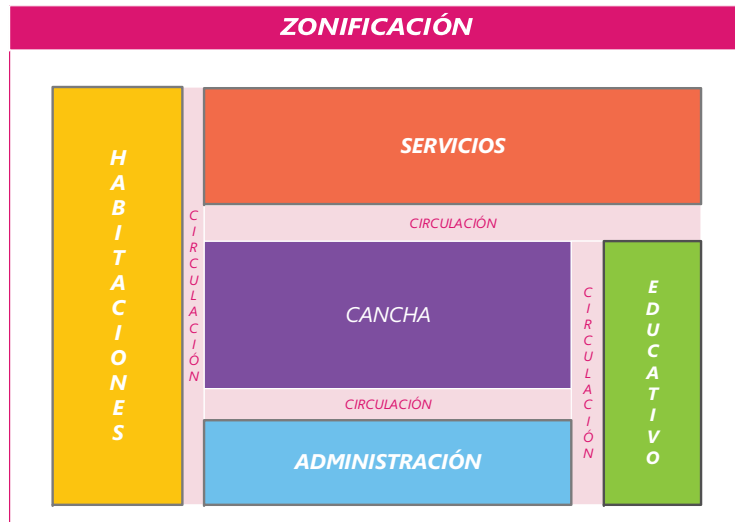 ZONIFICACIÓN
HABITACIONES
CIRCULACIÓN
SERVICIOS
CIRCULACIÓN
CANCHA
CIRCULACIÓN
EDUCATIVO
CIRCULACIÓN
ADMINISTRACIÓN